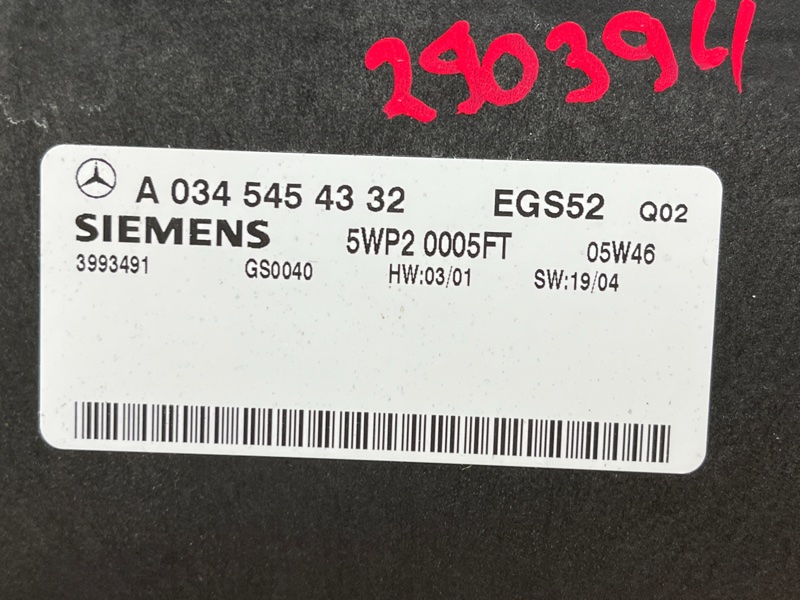 290394
A 034 545 43 32 EGS52 Q02
SIEMENS 5WP2 0005FT 05W46
3993491 GS0040 HW:03/01 SW:19/04